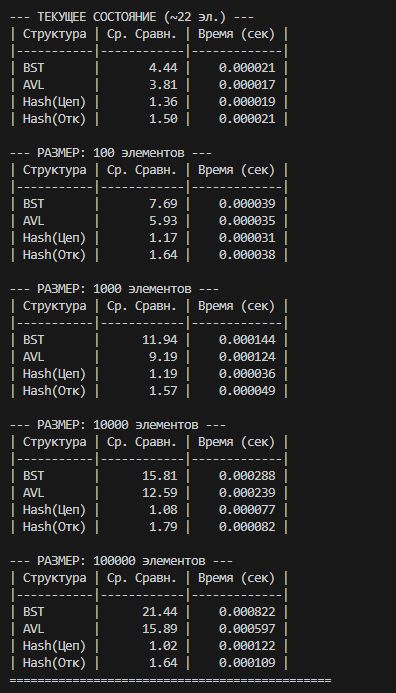 --- ТЕКУЩЕЕ СОСТОЯНИЕ (~22 эл.) ---
| Структура | Ср. Сравн. | Время (сек) |
|-----------|------------|-------------|
| BST       |       4.44 |    0.000021 |
| AVL       |       3.81 |    0.000017 |
| Hash(Цеп) |       1.36 |    0.000019 |
| Hash(Отк) |       1.50 |    0.000021 |

--- РАЗМЕР: 100 элементов ---
| Структура | Ср. Сравн. | Время (сек) |
|-----------|------------|-------------|
| BST       |       7.69 |    0.000039 |
| AVL       |       5.93 |    0.000035 |
| Hash(Цеп) |       1.17 |    0.000031 |
| Hash(Отк) |       1.64 |    0.000038 |

--- РАЗМЕР: 1000 элементов ---
| Структура | Ср. Сравн. | Время (сек) |
|-----------|------------|-------------|
| BST       |      11.94 |    0.000144 |
| AVL       |       9.19 |    0.000124 |
| Hash(Цеп) |       1.19 |    0.000036 |
| Hash(Отк) |       1.57 |    0.000049 |

--- РАЗМЕР: 10000 элементов ---
| Структура | Ср. Сравн. | Время (сек) |
|-----------|------------|-------------|
| BST       |      15.81 |    0.000288 |
| AVL       |      12.59 |    0.000239 |
| Hash(Цеп) |       1.08 |    0.000077 |
| Hash(Отк) |       1.79 |    0.000082 |

--- РАЗМЕР: 100000 элементов ---
| Структура | Ср. Сравн. | Время (сек) |
|-----------|------------|-------------|
| BST       |      21.44 |    0.000822 |
| AVL       |      15.89 |    0.000597 |
| Hash(Цеп) |       1.02 |    0.000122 |
| Hash(Отк) |       1.64 |    0.000109 |
==============================================